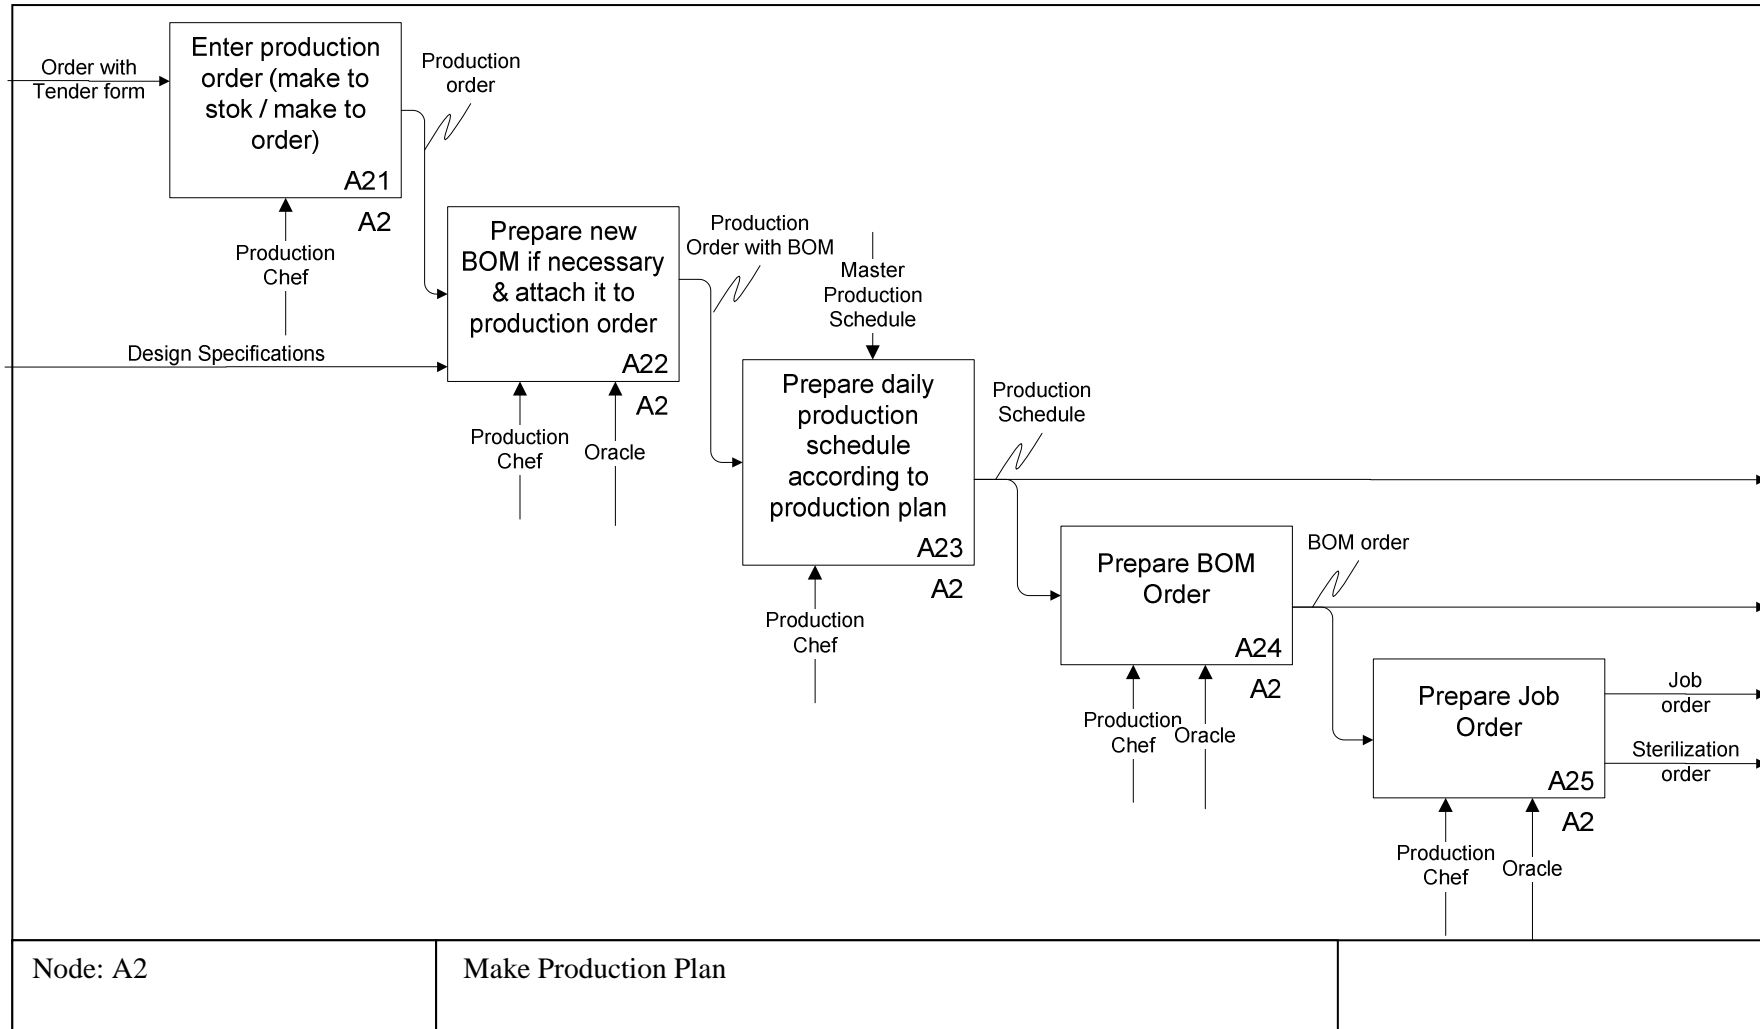 Order with
Tender form
Enter production
order (make to
stok / make to
order)
A21
A2
Production
order
Production
Chef
Design Specifications
Prepare new
BOM if necessary
& attach it to
production order
A22
A2
Production
Order with BOM
Production
Chef
Oracle
Master
Production
Schedule
Prepare daily
production
schedule
according to
production plan
A23
A2
Production
Schedule
Production
Chef
Prepare BOM
Order
A24
A2
BOM order
Production
Chef
Oracle
Prepare Job
Order
A25
A2
Job
order
Sterilization
order
Production
Chef
Oracle
Node: A2
Make Production Plan